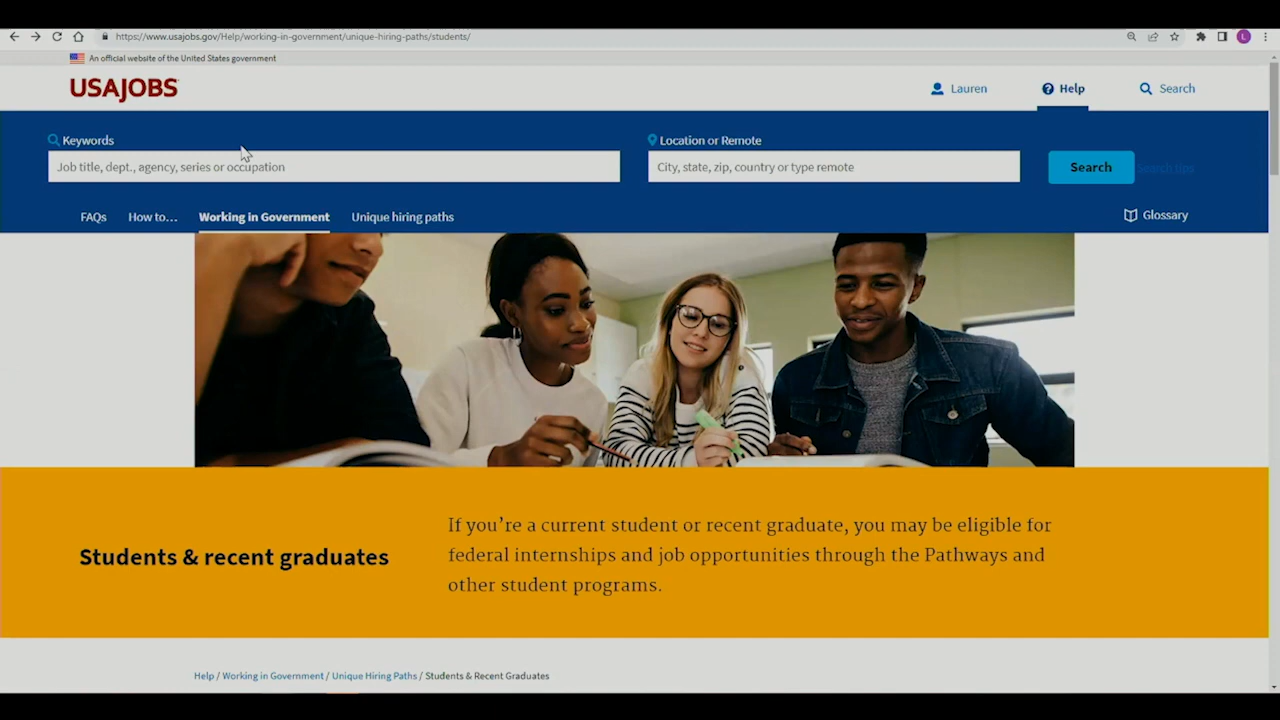 https://www.usajobs.gov/Help/working-in-government/unique-hiring-paths/students/
L
An official website of the United States government
USAJOBS
Lauren
Help
Search
Keywords
Location or Remote
Job title, dept., agency, series or occupation
City, state, zip, country or type remote
Search
Search tips
FAQs
How to...
Working in Government
Unique hiring paths
Glossary
If you're a current student or recent graduate, you may be eligible for
federal internships and job opportunities through the Pathways and
other student programs.
Students & recent graduates
Help / Working in Government / Unique Hiring Paths / Students & Recent Graduates